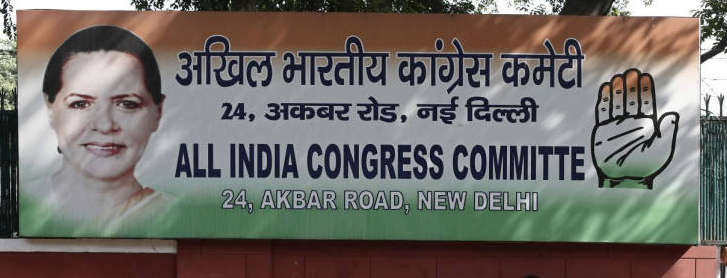 अखिल भारतीय कांग्रेस कमेटी
24, अकबर रोड, नई दिल्ली
ALL INDIA CONGRESS COMMITTE
24, AKBAR ROAD, NEW DELHI